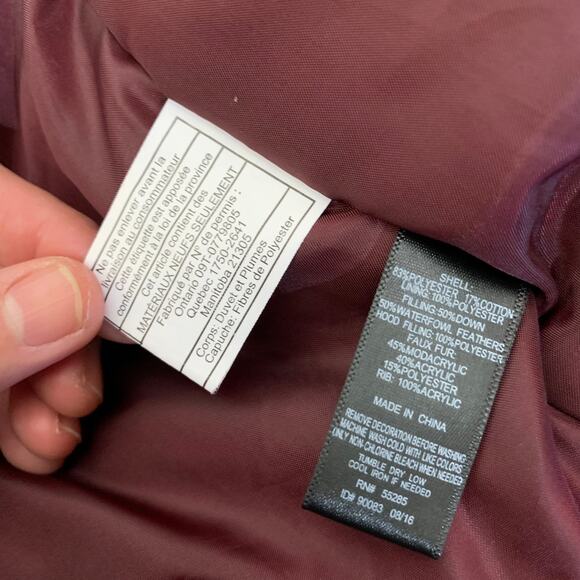 Ne pas enlever avant la
livraison au consommateur
Cette étiquette est apposée
conformément à la loi de la province
Cet article contient des
MATÉRIAUX NEUFS SEULEMENT
Fabriqué par Nr de permis :
Ontario 09T-0779805
Quebec 1750-2641
Manitoba 21305
Corps: Duvet et Plumes
Capuche: Fibres de Polyester
SHELL:
83%POLYESTER, 17%COTTON
LINING: 100%POLYESTER
FILLING:50%DOWN
50%WATERFOWL FEATHERS
HOOD FILLING:100%POLYESTER
FAUX FUR:
45%MODACRYLIC
40%ACRYLIC
15%POLYESTER
RIB: 100%ACRYLIC
MADE IN CHINA
REMOVE DECORATION BEFORE WASHING
MACHINE WASH COLD WITH LIKE COLORS
ONLY NON-CHLORINE BLEACH WHEN NEEDED
TUMBLE DRY LOW
COOL IRON IF NEEDED
RN# 55285
ID# 90083 08/16